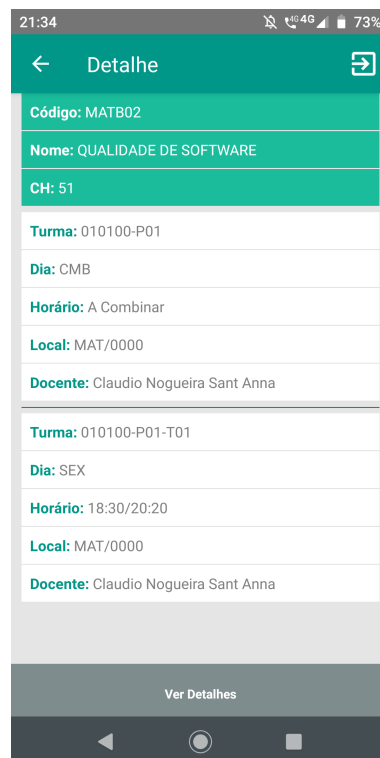 21:34
4G 4G 73%
Detalhe
Código: MATB02
Nome: QUALIDADE DE SOFTWARE
CH: 51
Turma: 010100-P01
Dia: CMB
Horário: A Combinar
Local: MAT/0000
Docente: Claudio Nogueira Sant Anna
Turma: 010100-P01-T01
Dia: SEX
Horário: 18:30/20:20
Local: MAT/0000
Docente: Claudio Nogueira Sant Anna
Ver Detalhes